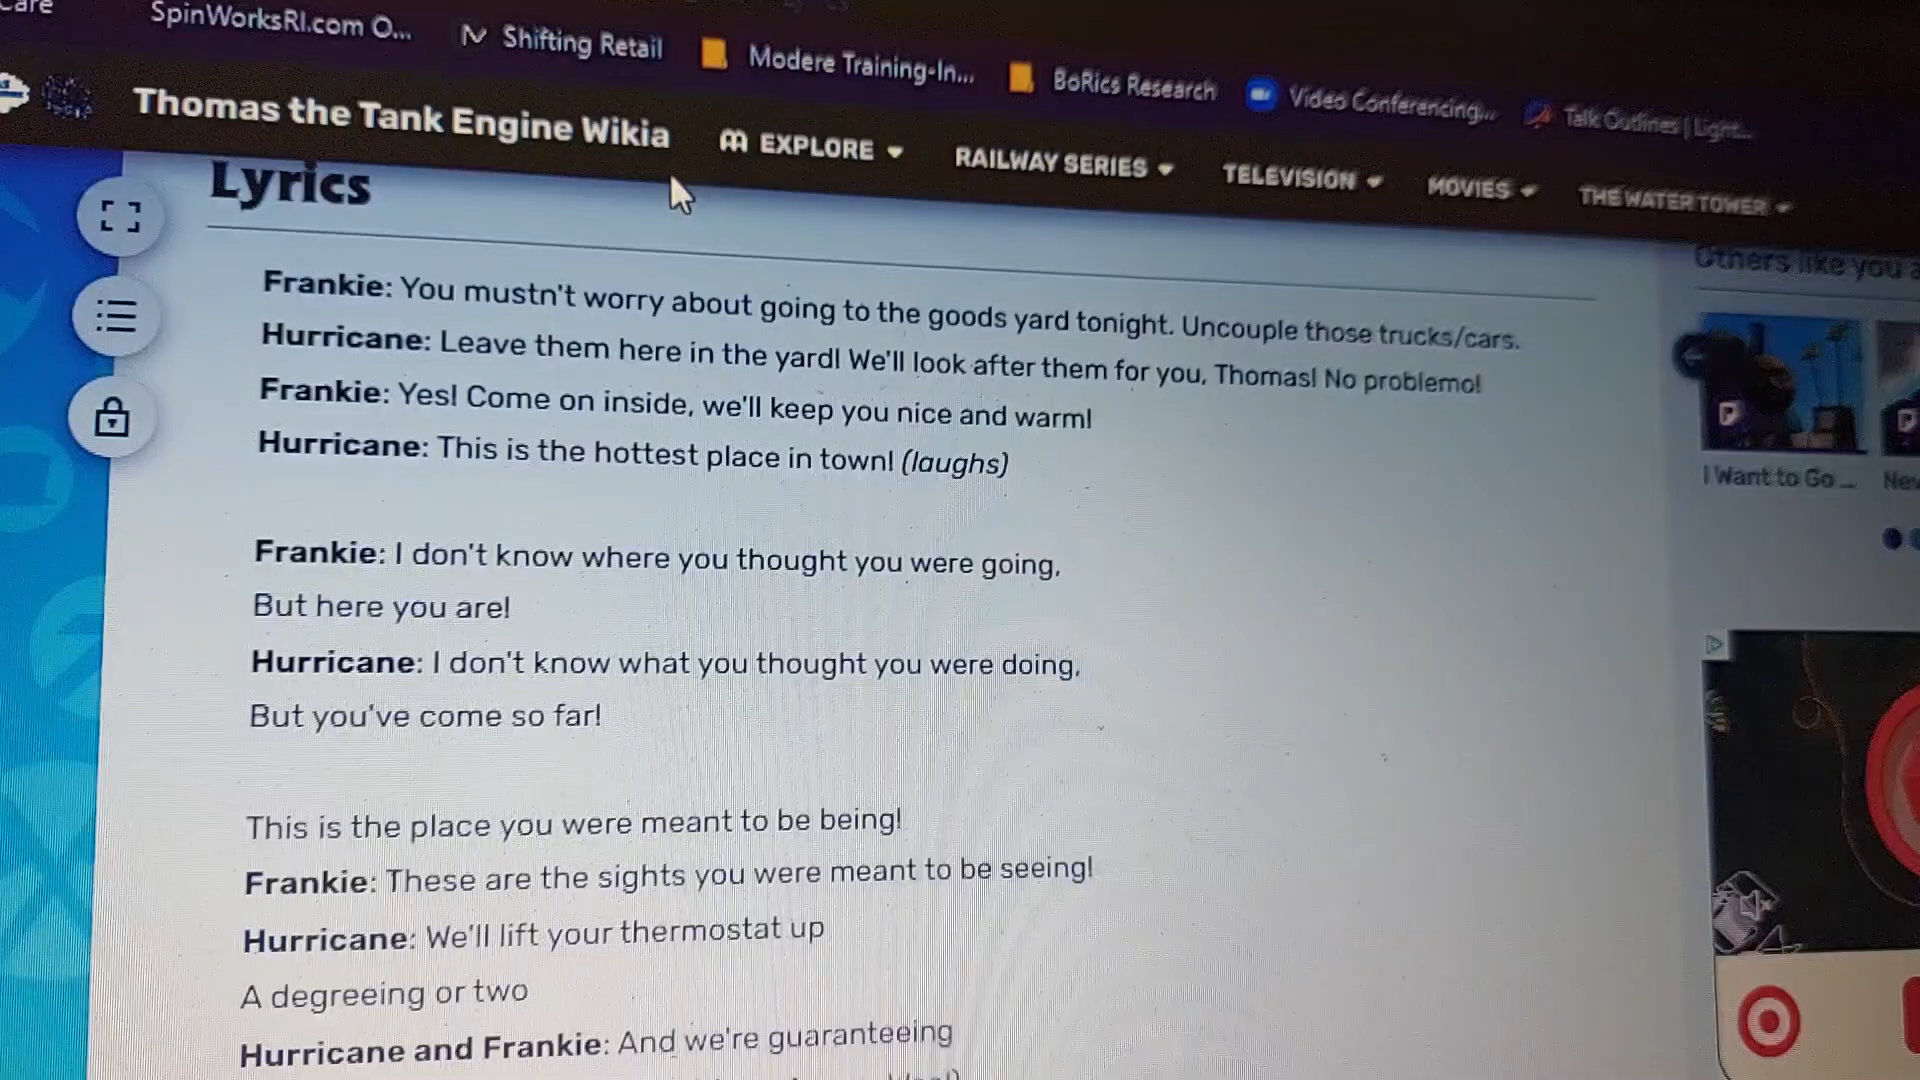 SpinWorksRI.com O...
Shifting Retail
Modere Training-In...
BoRics Research
Video Conferencing...
Talk Outlines | Light...
Thomas the Tank Engine Wikia
EXPLORE
RAILWAY SERIES
TELEVISION
MOVIES
THE WATER TOWER
Lyrics
Others like you a
Frankie: You mustn't worry about going to the goods yard tonight. Uncouple those trucks/cars.
Hurricane: Leave them here in the yard! We'll look after them for you, Thomas! No problemo!
Frankie: Yes! Come on inside, we'll keep you nice and warm!
Hurricane: This is the hottest place in town! (laughs)
I Want to Go ...
New
Frankie: I don't know where you thought you were going,
But here you are!
Hurricane: I don't know what you thought you were doing,
But you've come so far!
This is the place you were meant to be being!
Frankie: These are the sights you were meant to be seeing!
Hurricane: We'll lift your thermostat up
A degreeing or two
Hurricane and Frankie: And we're guaranteeing